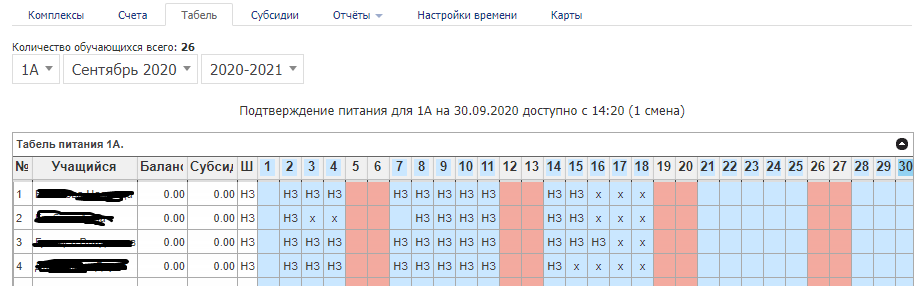 Комплексы Счета Табель Субсидии Отчёты Настройки времени Карты
Количество обучающихся всего: 26
1А Сентябрь 2020 2020-2021
Подтверждение питания для 1А на 30.09.2020 доступно с 14:20 (1 смена)
Табель питания 1А.
№ Учащийся Баланс Субсид Ш 1 2 3 4 5 6 7 8 9 10 11 12 13 14 15 16 17 18 19 20 21 22 23 24 25 26 27 28 29 30
1 0.00 0.00 НЗ НЗ НЗ НЗ НЗ НЗ НЗ НЗ НЗ НЗ НЗ х х х
2 0.00 0.00 НЗ НЗ х х НЗ НЗ НЗ НЗ НЗ НЗ х х х
3 0.00 0.00 НЗ НЗ НЗ НЗ НЗ НЗ НЗ НЗ НЗ НЗ НЗ НЗ х х
4 0.00 0.00 НЗ НЗ НЗ НЗ НЗ НЗ НЗ НЗ НЗ НЗ х х х х